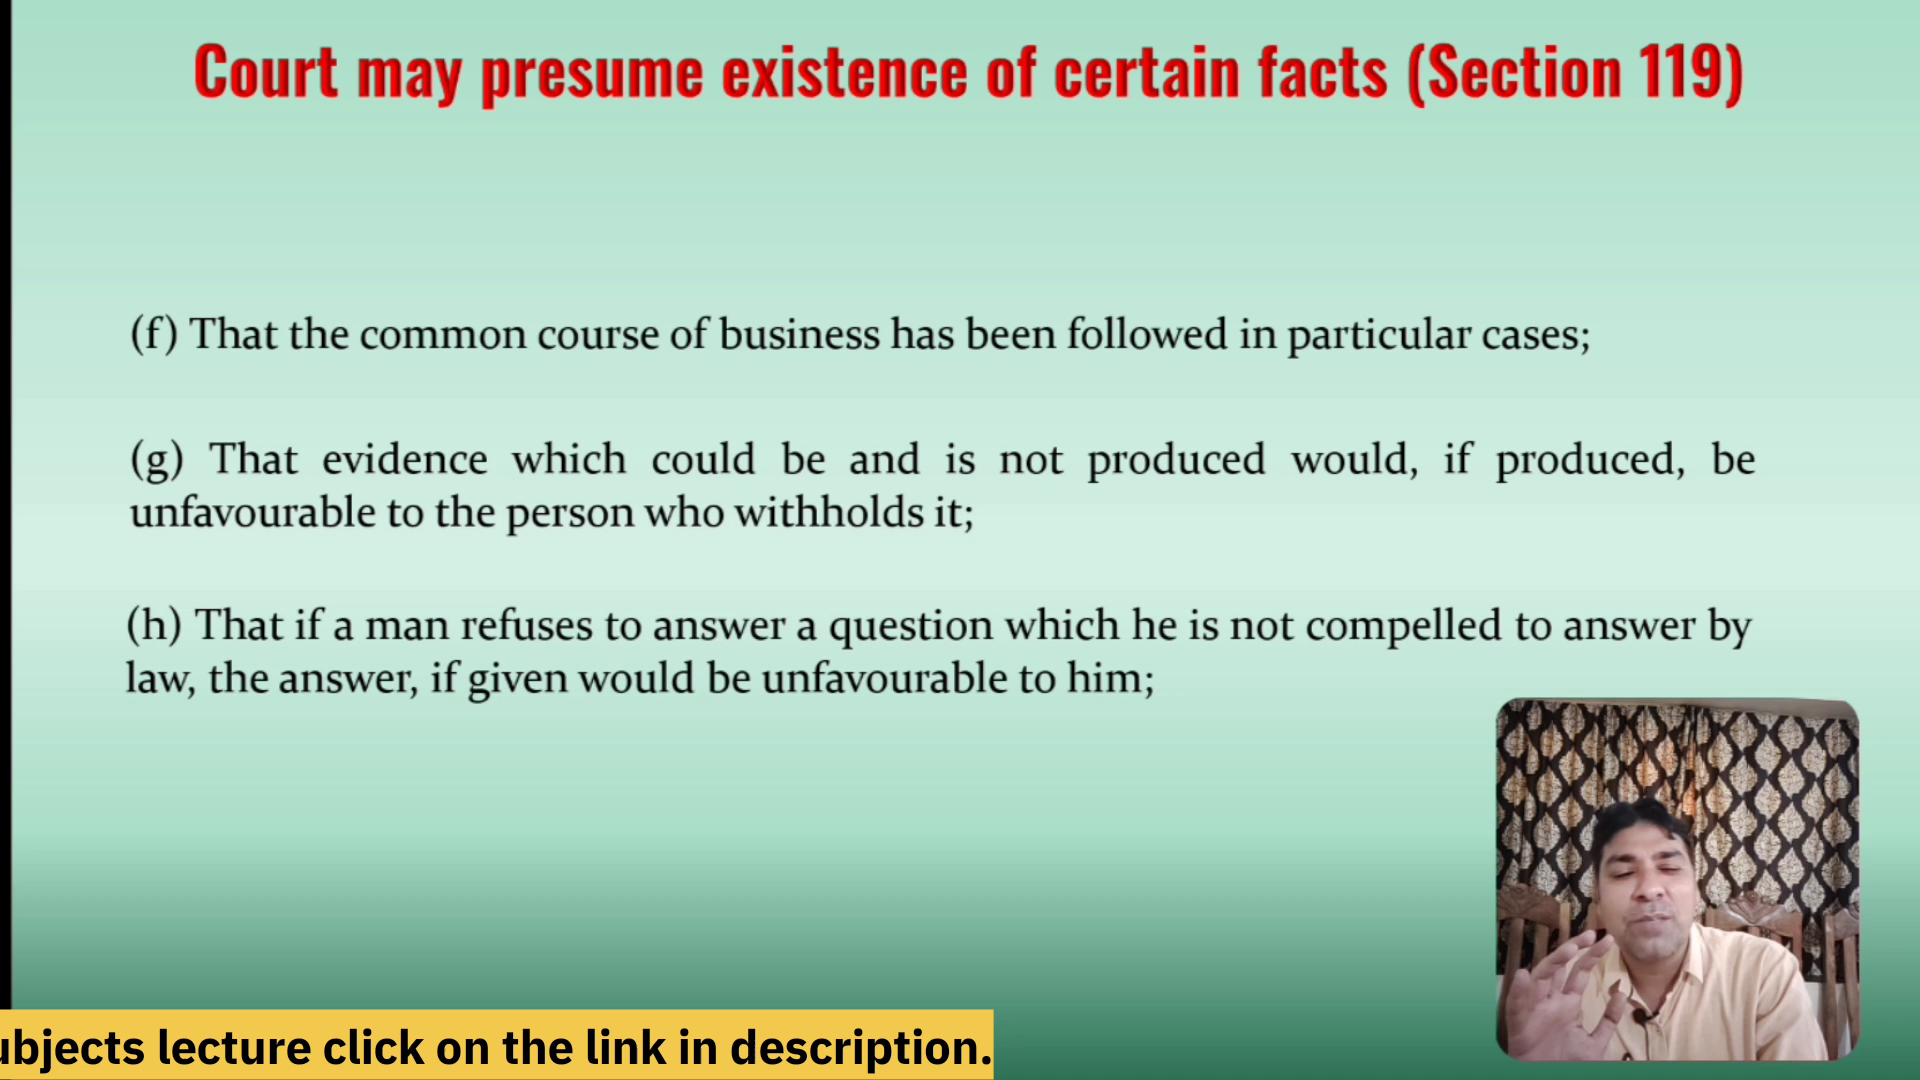 Court may presume existence of certain facts (Section 119)
(f) That the common course of business has been followed in particular cases;
(g) That evidence which could be and is not produced would, if produced, be
unfavourable to the person who withholds it;
(h) That if a man refuses to answer a question which he is not compelled to answer by
law, the answer, if given would be unfavourable to him;
ubjects lecture click on the link in description.